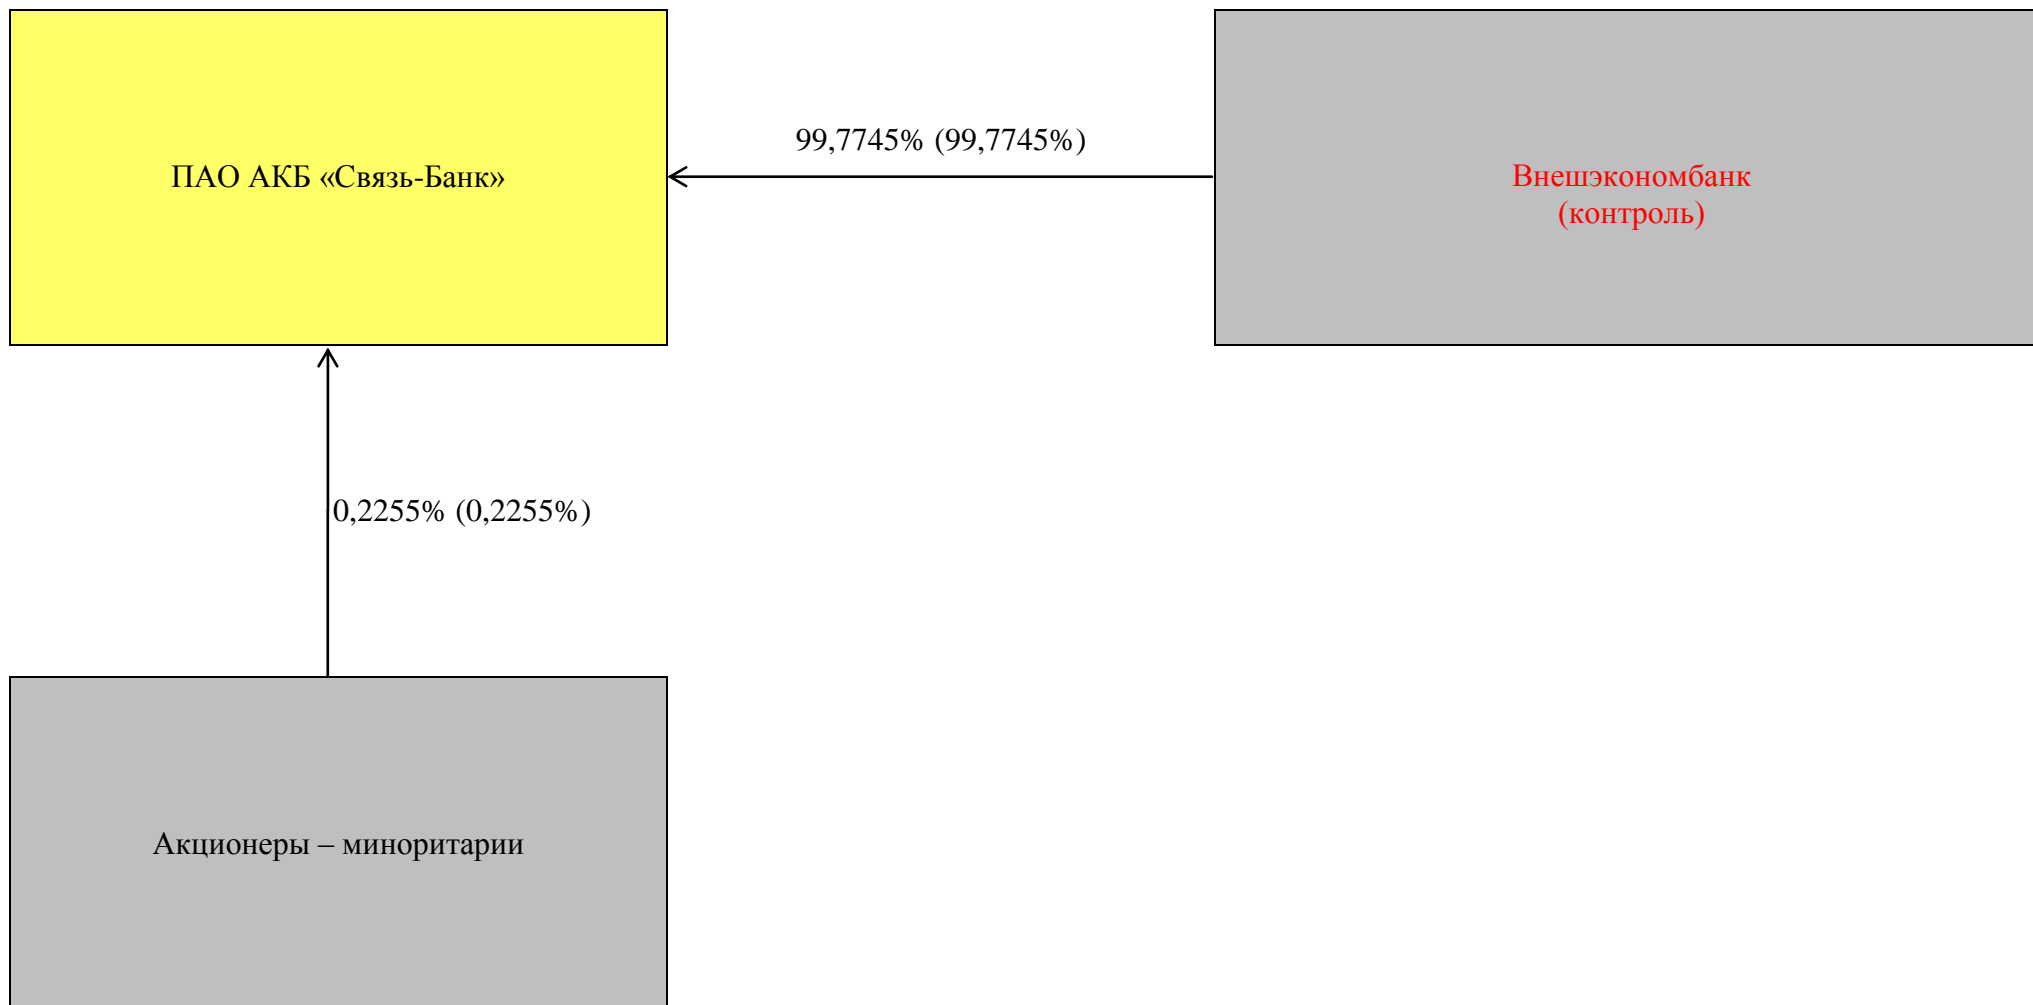 99,7745% (99,7745%)
ПАО АКБ «Связь-Банк»
Внешэкономбанк
(контроль)
0,2255% (0,2255%)
Акционеры – миноритарии